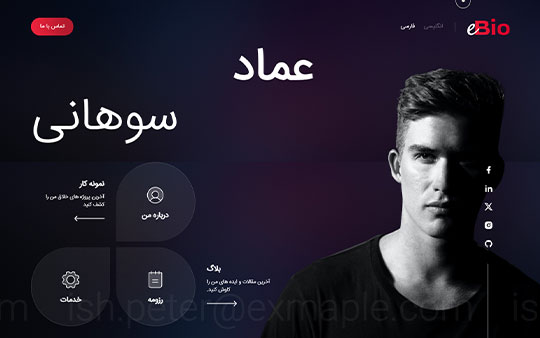 eBio
انگلیسی | فارسی
تماس با ما
عماد
سوهانی
نمونه کار
آخرین پروژه های خلاق من را
کشف کنید
درباره من
خدمات
رزومه
بلاگ
آخرین مقالات و ایده های من را
کاوش کنید.
m ish.peter@exmaple.com is